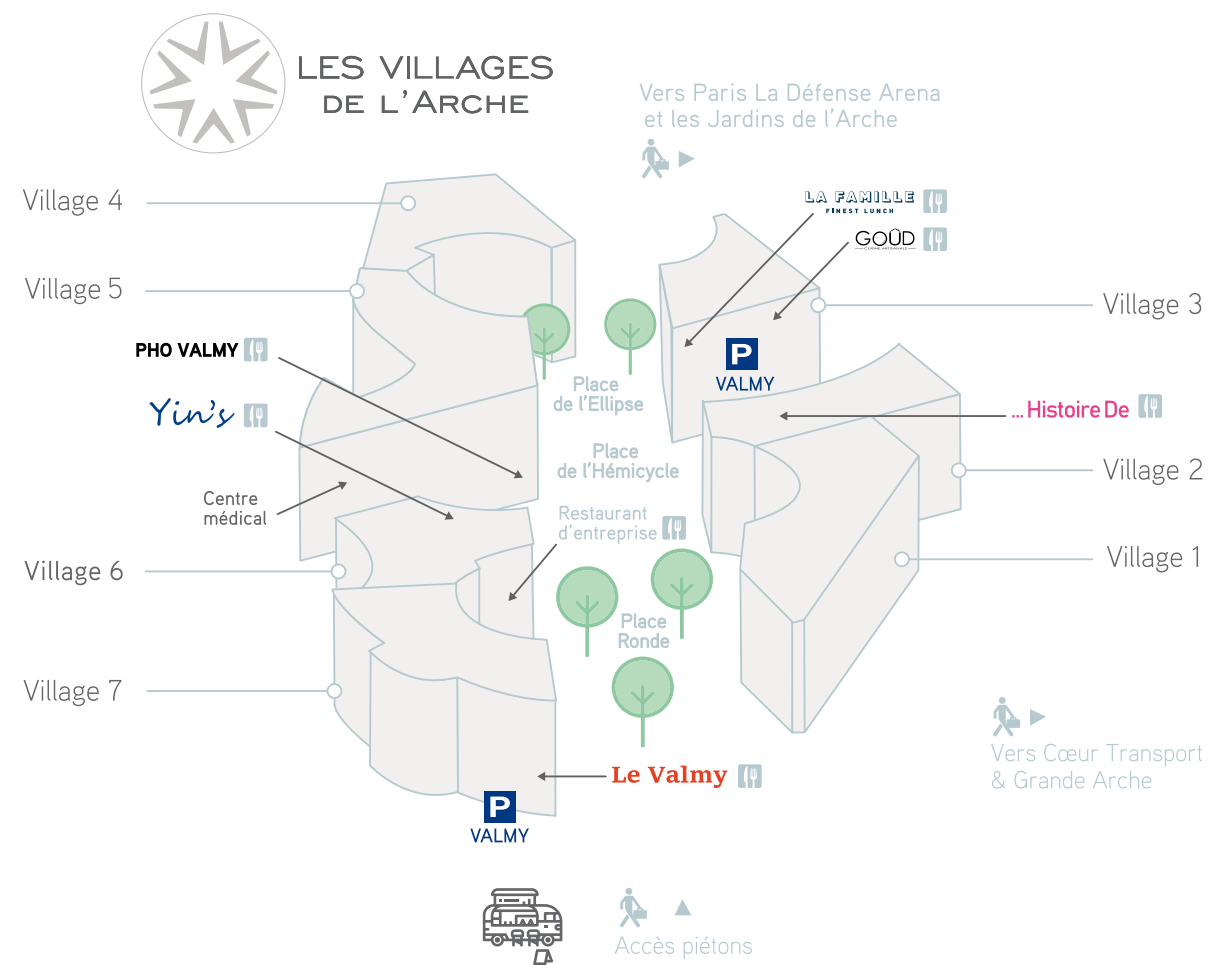 LES VILLAGES
DE L'ARCHE
Vers Paris La Défense Arena
et les Jardins de l'Arche
Village 4
LA FAMILLE
FINEST LUNCH
GOÛD
CUISINE ARTISANALE
Village 5
Village 3
PHO VALMY
P
VALMY
Place
de l'Ellipse
Yin's
... Histoire De
Place
de l'Hémicycle
Village 2
Centre
médical
Restaurant
d'entreprise
Village 6
Village 1
Place
Ronde
Village 7
Vers Cœur Transport
& Grande Arche
Le Valmy
P
VALMY
Accès piétons